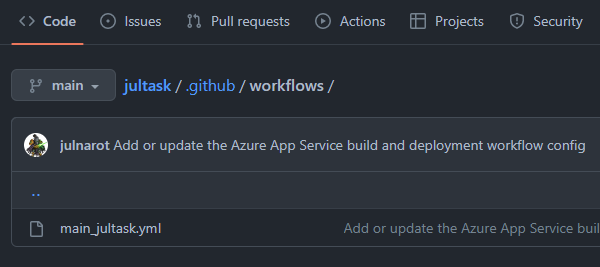 Code Issues Pull requests Actions Projects Security
main jultask / .github / workflows /
julnarot Add or update the Azure App Service build and deployment workflow config
..
main_jultask.yml Add or update the Azure App Service buil